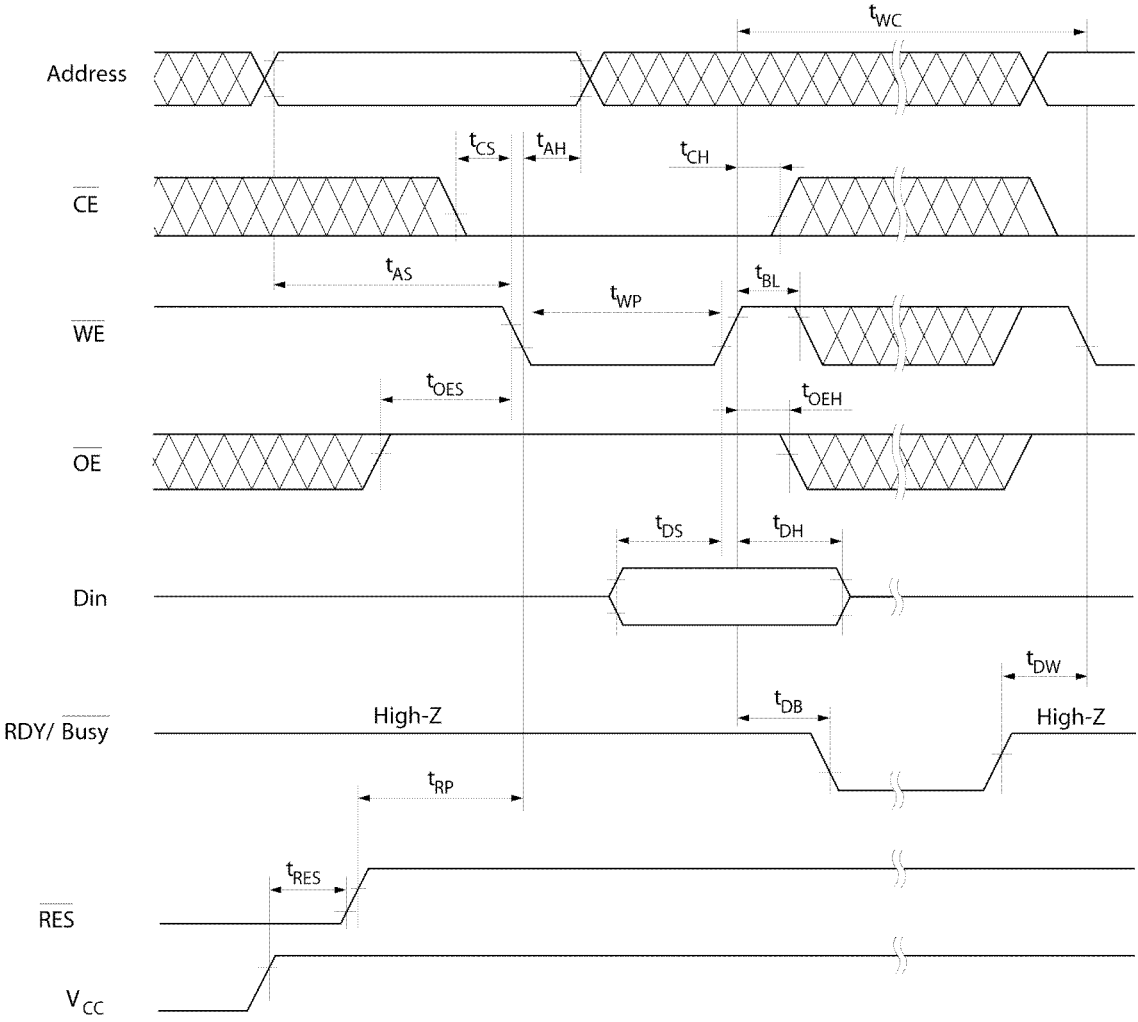 tWC
Address
tCS
tAH
tCH
CE
tAS
tBL
tWP
WE
tOES
tOEH
OE
tDS
tDH
Din
tDW
tDB
High-Z
High-Z
RDY/ Busy
tRP
tRES
RES
VCC